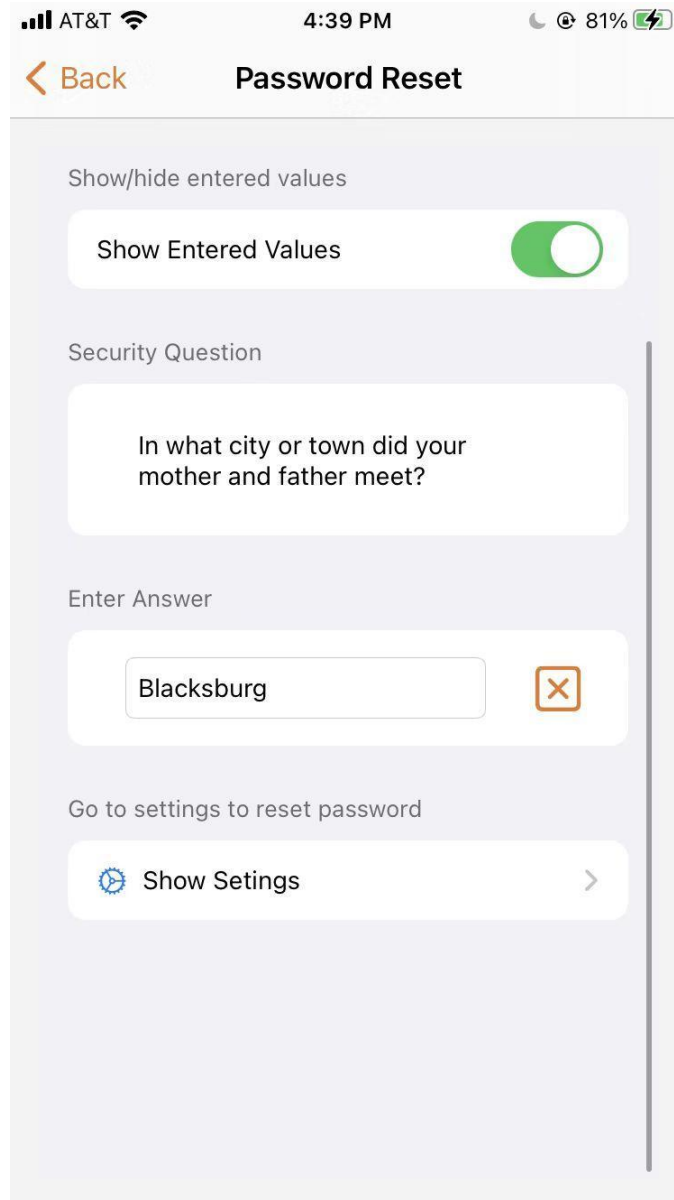 AT&T 4:39 PM 81%
Back Password Reset
Show/hide entered values
Show Entered Values
Security Question
In what city or town did your
mother and father meet?
Enter Answer
Blacksburg
Go to settings to reset password
Show Setings